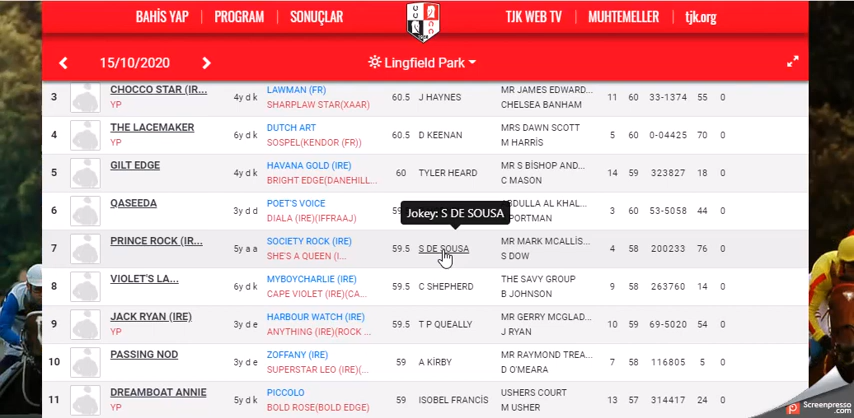 BAHİS YAP | PROGRAM | SONUÇLAR TJK WEB TV | MUHTEMELLER | tjk.org
15/10/2020 Lingfield Park
3 CHOCCO STAR (IR... 4y d k LAWMAN (FR) 60.5 J HAYNES MR JAMES EDWARD... 11 60 33-1374 55 0
YP SHARPLAW STAR(XAAR) CHELSEA BANHAM
4 THE LACEMAKER 6y d k DUTCH ART 60.5 D KEENAN MRS DAWN SCOTT 5 60 0-04425 70 0
YP SOSPEL(KENDOR (FR)) M HARRİS
5 GILT EDGE 4y d k HAVANA GOLD (IRE) 60 TYLER HEARD MR S BİSHOP AND... 14 59 323827 18 0
BRIGHT EDGE(DANEHILL... C MASON
6 QASEEDA 3y d d POET'S VOICE ABDULLA AL KHAL... 3 60 53-5058 44 0
DIALA (IRE)(IFFRAAJ) PORTMAN
Jokey: S DE SOUSA
7 PRINCE ROCK (IR... 5y a a SOCIETY ROCK (IRE) 59.5 S DE SOUSA MR MARK MCALLİS... 4 58 200233 76 0
SHE'S A QUEEN (I... S DOW
8 VIOLET'S LA... 6y d k MYBOYCHARLIE (IRE) 59.5 C SHEPHERD THE SAVY GROUP 9 58 263760 14 0
CAPE VIOLET (IRE)(CA... B JOHNSON
9 JACK RYAN (IRE) 3y d e HARBOUR WATCH (IRE) 59.5 T P QUEALLY MR GERRY MCGLAD... 10 59 69-5020 54 0
YP ANYTHING (IRE)(ROCK ... J RYAN
10 PASSING NOD 3y d e ZOFFANY (IRE) 59 A KİRBY MR RAYMOND TREA... 7 58 116805 5 0
SUPERSTAR LEO (IRE)(... D O'MEARA
11 DREAMBOAT ANNIE 5y d k PICCOLO 59 ISOBEL FRANCİS USHERS COURT 13 57 314417 24 0
YP BOLD ROSE(BOLD EDGE) M USHER
Screenpresso
.com